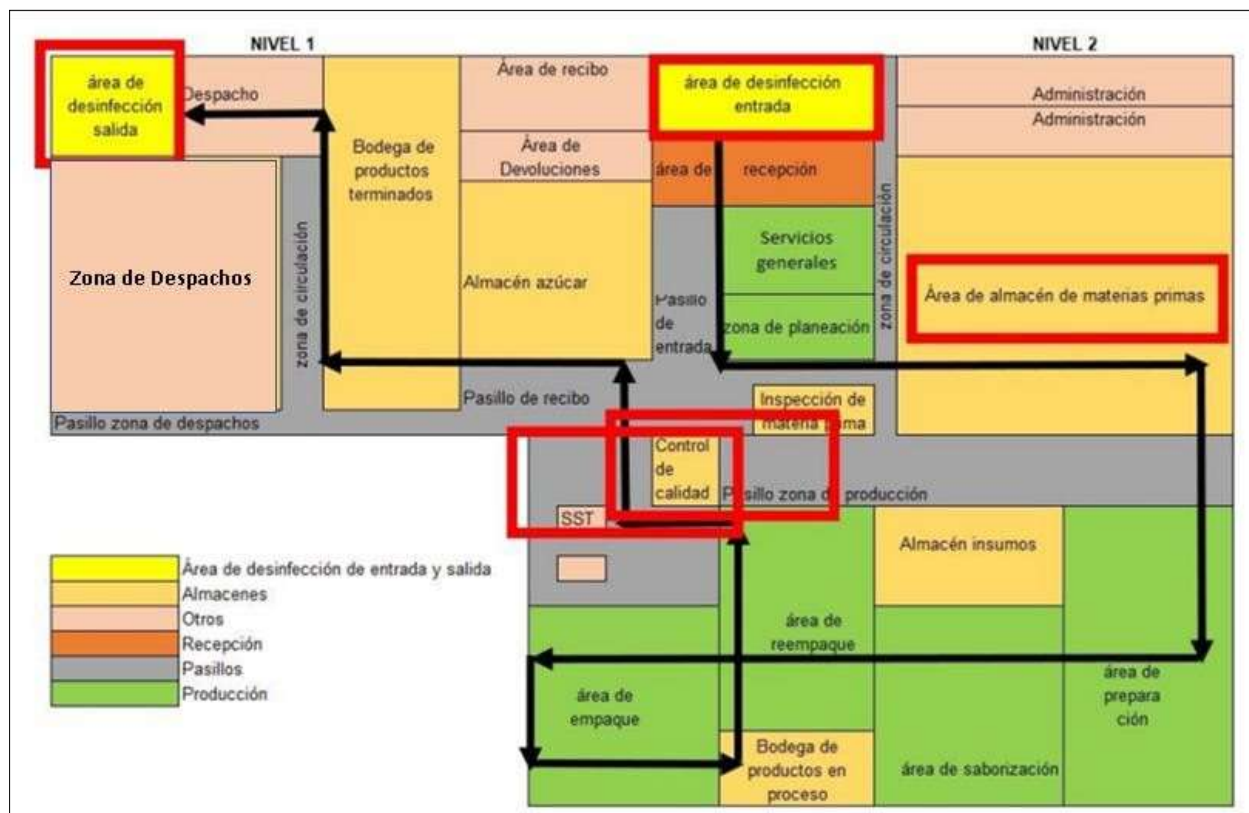 NIVEL 1
NIVEL 2
área de
desinfección
salida
Despacho
Bodega de
productos
terminados
Área de recibo
Área de
Devoluciones
Almacén azúcar
área de desinfección
entrada
área de
recepción
Servicios
generales
zona de planeación
Pasillo
de
entrada
zona de circulación
Administración
Administración
Área de almacén de materias primas
Zona de Despachos
zona de circulación
Pasillo de recibo
Pasillo zona de despachos
Inspección de
materia prima
Control
de
calidad
Pasillo zona de producción
SST
Almacén insumos
área de
reempaque
área de
empaque
área de
prepara
ción
Bodega de
productos en
proceso
área de saborización
Área de desinfección de entrada y salida
Almacenes
Otros
Recepción
Pasillos
Producción